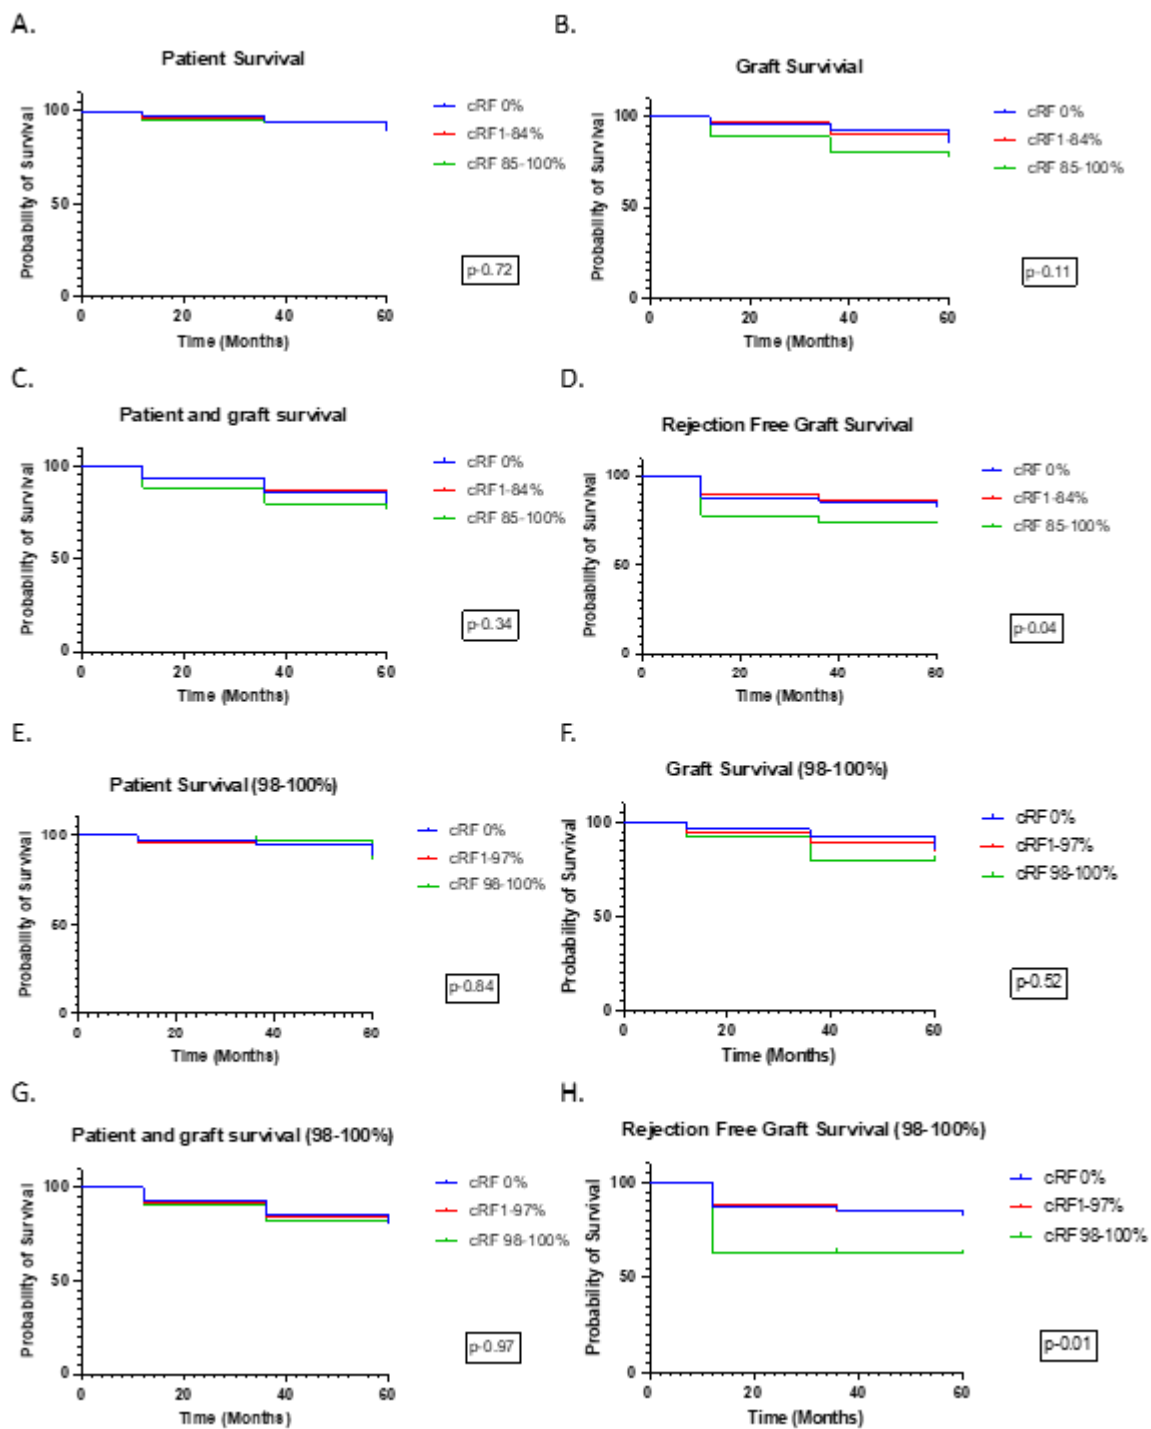 A.
Patient Survival
Probability of Survival
100
50
0
0 20 40 60
Time (Months)
cRF 0%
cRF1-84%
cRF 85-100%
p-0.72
B.
Graft Survivial
Probability of Survival
100
50
0
0 20 40 60
Time (Months)
cRF 0%
cRF1-84%
cRF 85-100%
p-0.11
C.
Patient and graft survival
Probability of Survival
100
50
0
0 20 40 60
Time (Months)
cRF 0%
cRF1-84%
cRF 85-100%
p-0.34
D.
Rejection Free Graft Survival
Probability of Survival
100
50
0
0 20 40 60
Time (Months)
cRF 0%
cRF1-84%
cRF 85-100%
p-0.04
E.
Patient Survival (98-100%)
Probability of Survival
100
50
0
0 20 40 60
Time (Months)
cRF 0%
cRF1-97%
cRF 98-100%
p-0.84
F.
Graft Survival (98-100%)
Probability of Survival
100
50
0
0 20 40 60
Time (Months)
cRF 0%
cRF1-97%
cRF 98-100%
p-0.52
G.
Patient and graft survival (98-100%)
Probability of Survival
100
50
0
0 20 40 60
Time (Months)
cRF 0%
cRF1-97%
cRF 98-100%
p-0.97
H.
Rejection Free Graft Survival (98-100%)
Probability of Survival
100
50
0
0 20 40 60
Time (Months)
cRF 0%
cRF1-97%
cRF 98-100%
p-0.01